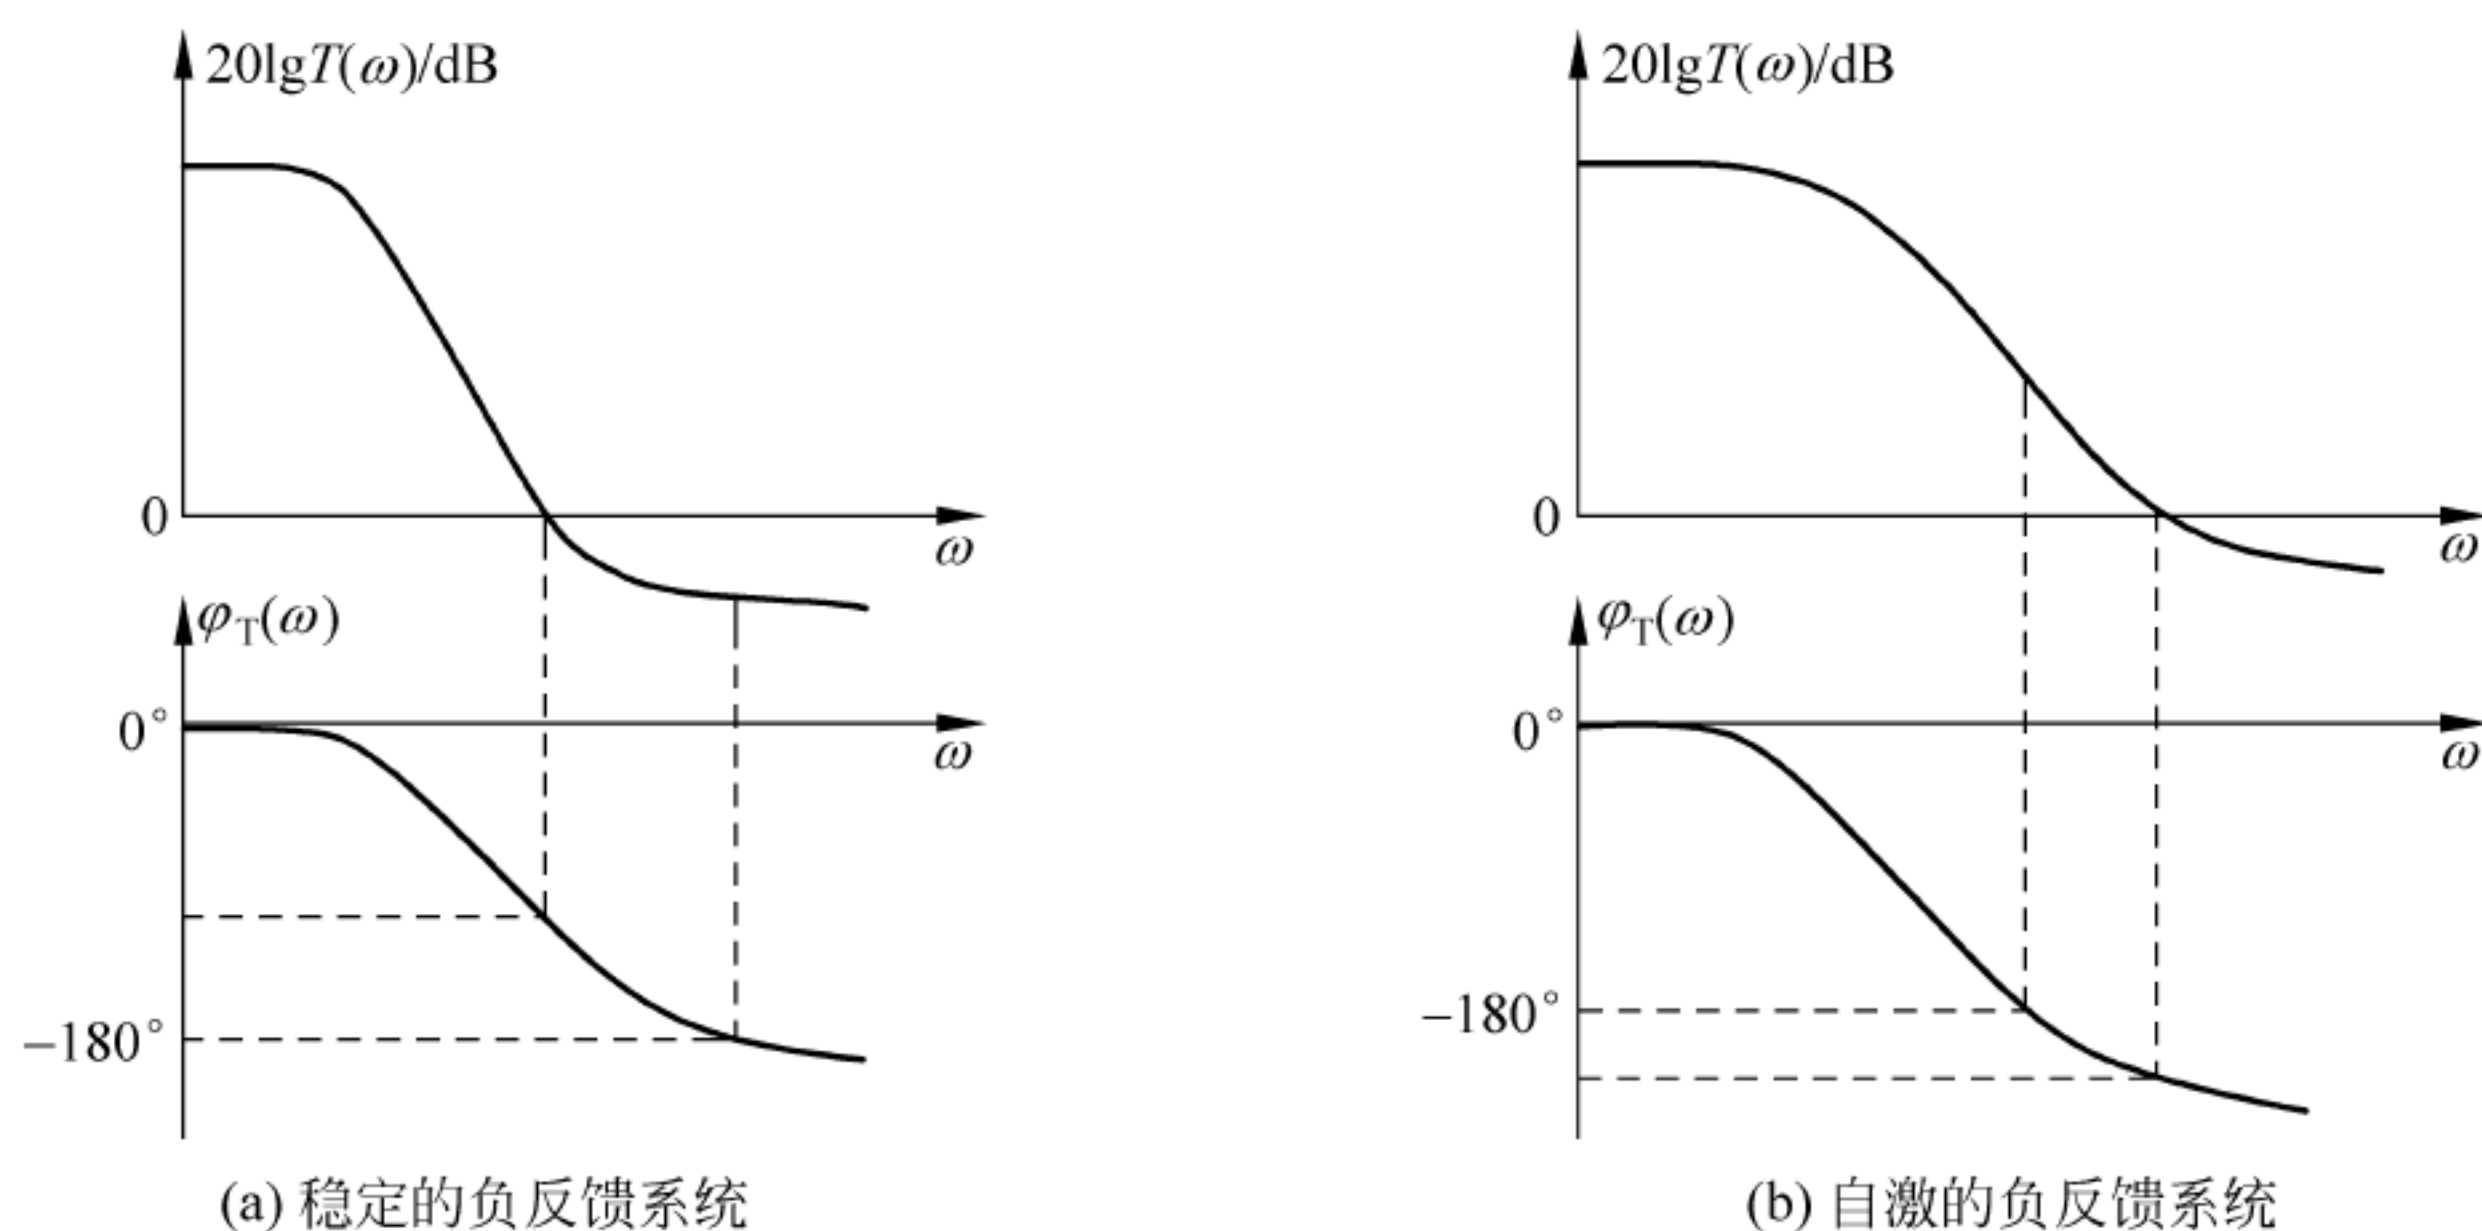 20lgT(ω)/dB
0
ω
φT(ω)
0°
ω
−180°
(a) 稳定的负反馈系统
20lgT(ω)/dB
0
ω
φT(ω)
0°
ω
−180°
(b) 自激的负反馈系统